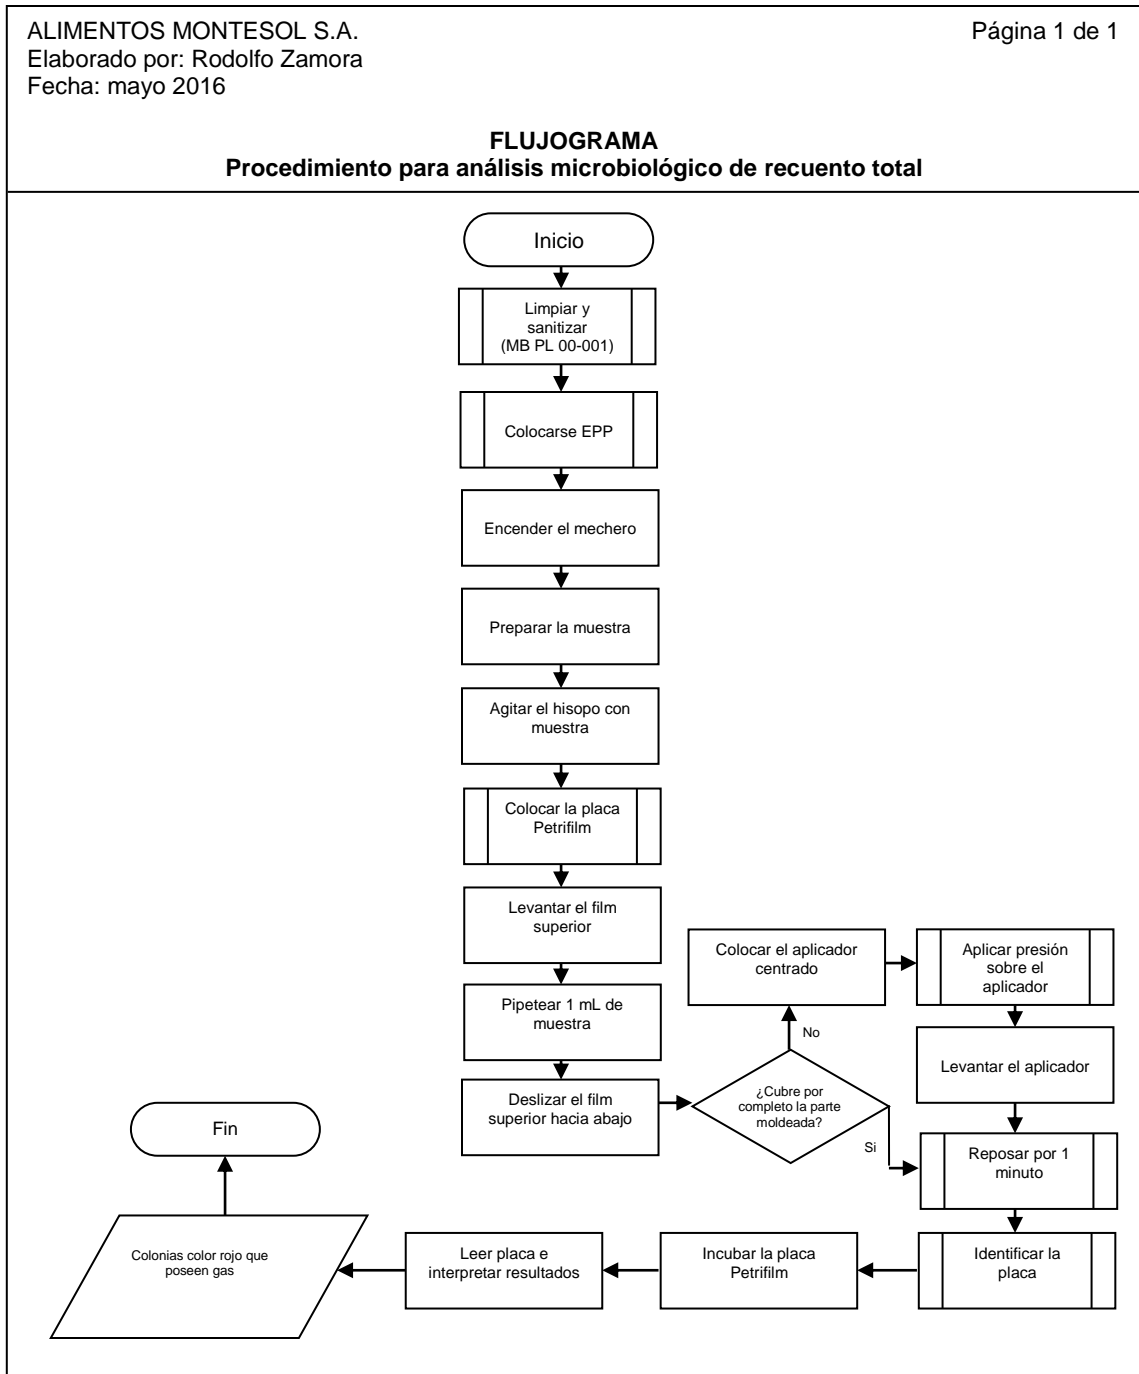 ALIMENTOS MONTESOL S.A.
Página 1 de 1
Elaborado por: Rodolfo Zamora
Fecha: mayo 2016
FLUJOGRAMA
Procedimiento para análisis microbiológico de recuento total
Inicio
Limpiar y
sanitizar
(MB PL 00-001)
Colocarse EPP
Encender el mechero
Preparar la muestra
Agitar el hisopo con
muestra
Colocar la placa
Petrifilm
Levantar el film
superior
Pipetear 1 mL de
muestra
Deslizar el film
superior hacia abajo
¿Cubre por
completo la parte
moldeada?
No
Colocar el aplicador
centrado
Aplicar presión
sobre el
aplicador
Levantar el aplicador
Si
Reposar por 1
minuto
Identificar la
placa
Incubar la placa
Petrifilm
Leer placa e
interpretar resultados
Colonias color rojo que
poseen gas
Fin